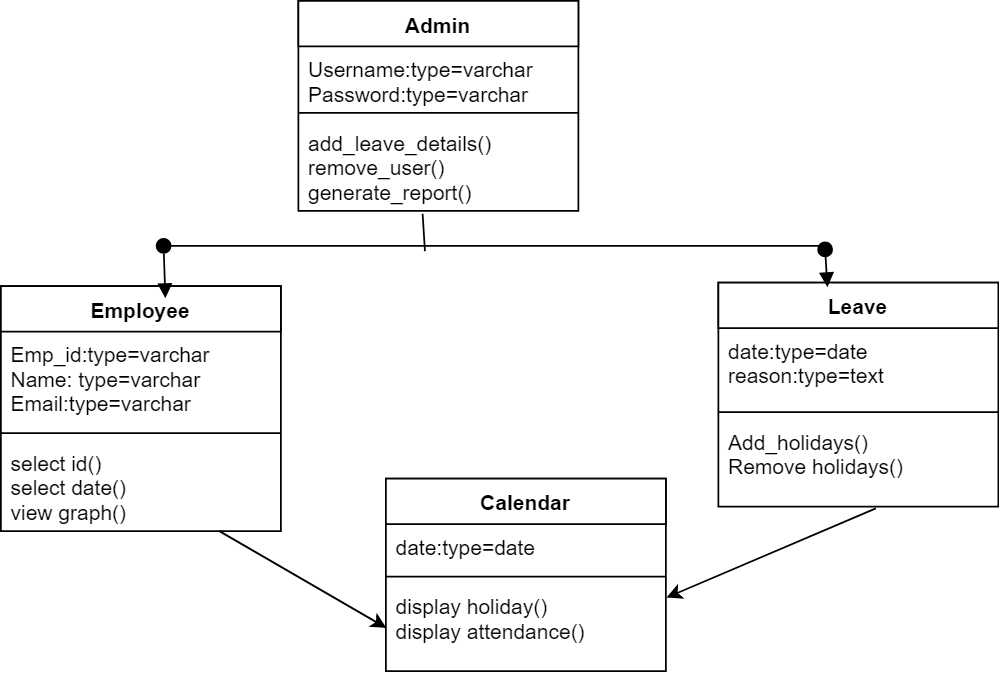 Admin
Username:type=varchar
Password:type=varchar
add_leave_details()
remove_user()
generate_report()
Employee
Emp_id:type=varchar
Name: type=varchar
Email:type=varchar
select id()
select date()
view graph()
Leave
date:type=date
reason:type=text
Add_holidays()
Remove holidays()
Calendar
date:type=date
display holiday()
display attendance()